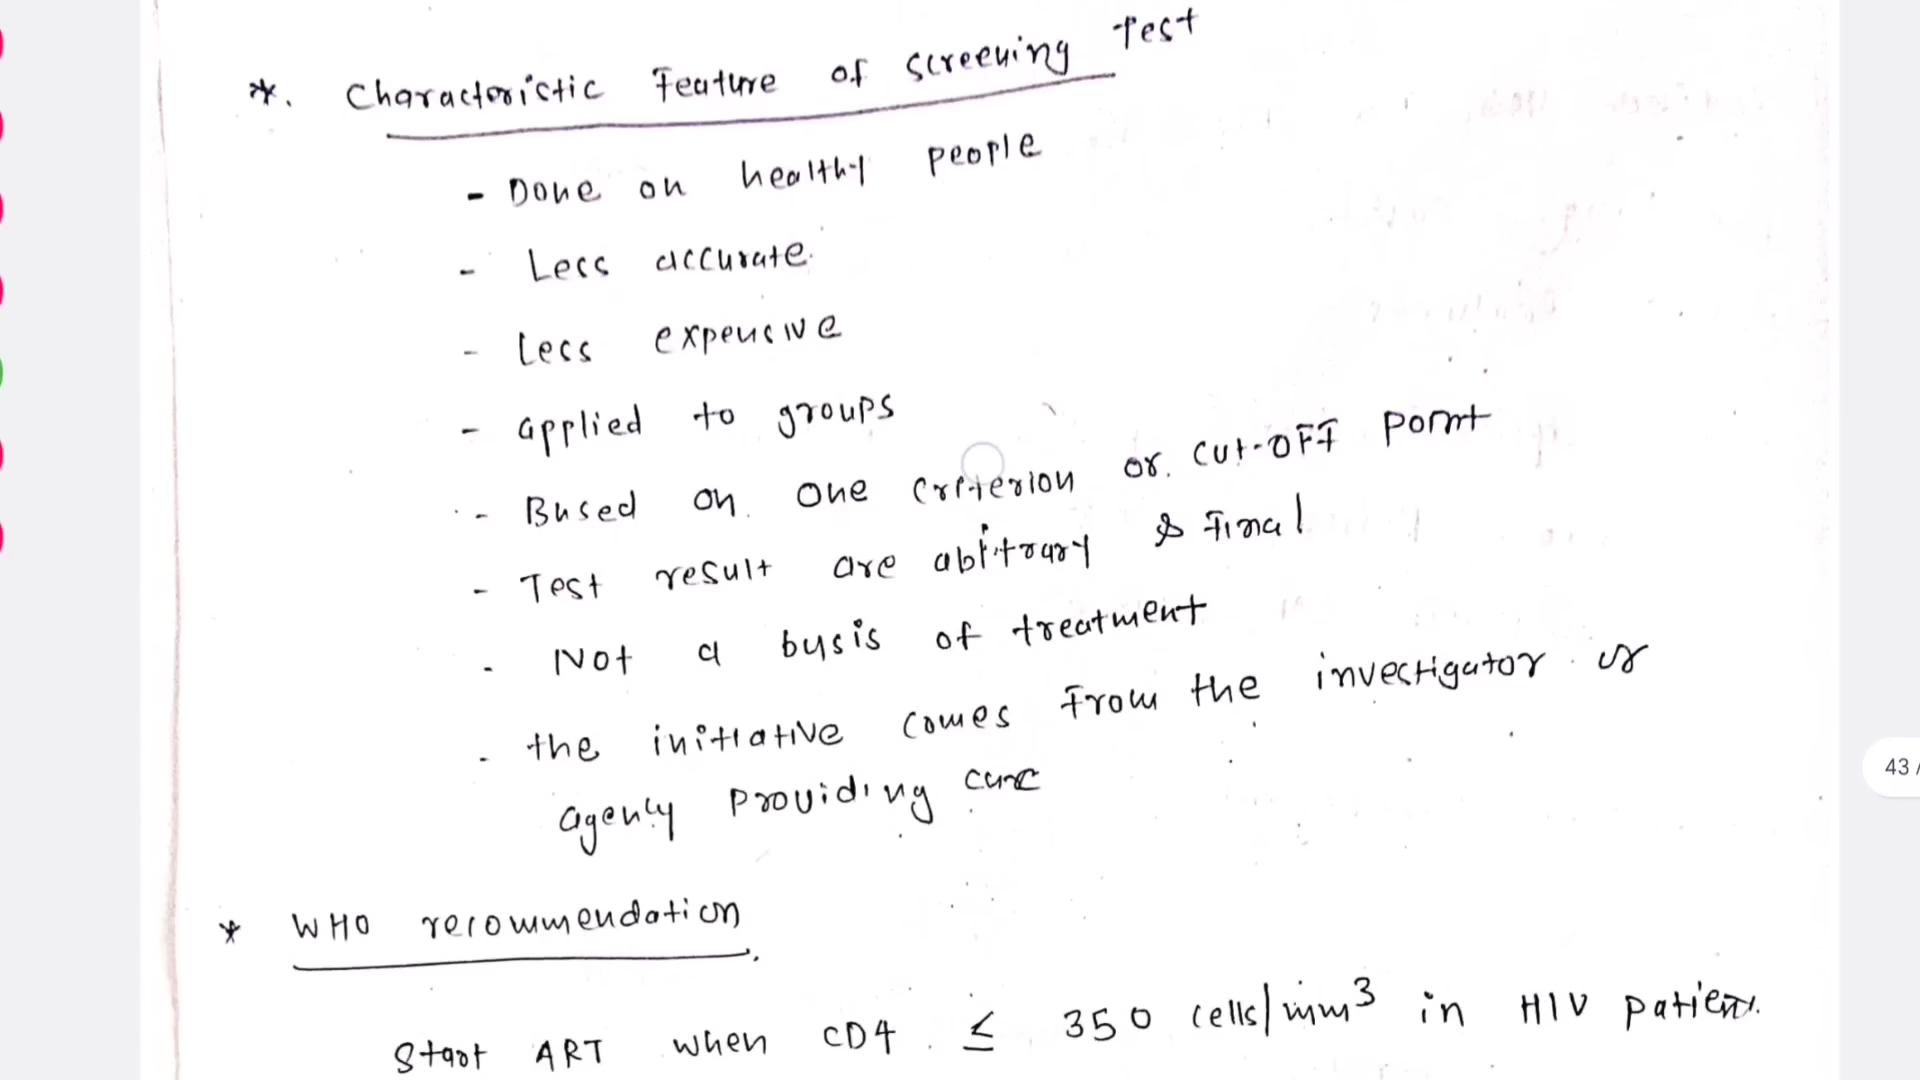 *. Characteristic Feature of screening Test
- Done on healthy people
- Less accurate
- Less expensive
- applied to groups
- Based on one criterion or cut-off point
- Test result are abitrary & Final
- Not a basis of treatment
- the initiative comes from the investigator or
agency providing care
* WHO recommendation
Start ART when CD4 ≤ 350 cells/mm³ in HIV patient.
43 /